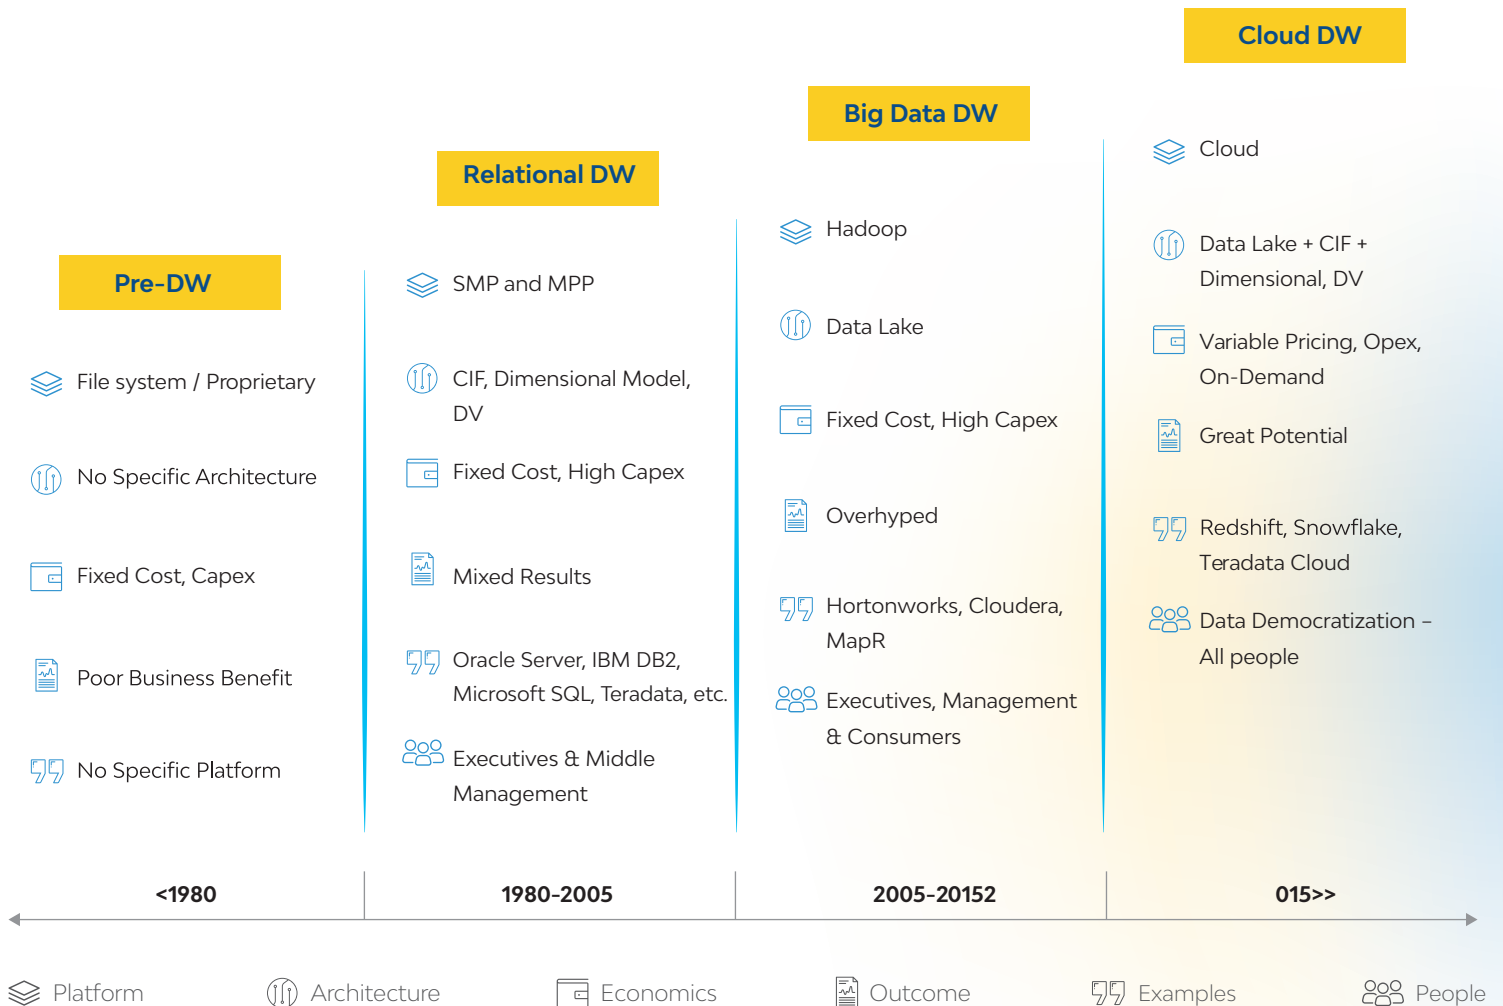 Pre-DW
File system / Proprietary
No Specific Architecture
Fixed Cost, Capex
Poor Business Benefit
No Specific Platform
Relational DW
SMP and MPP
CIF, Dimensional Model,
DV
Fixed Cost, High Capex
Mixed Results
Oracle Server, IBM DB2,
Microsoft SQL, Teradata, etc.
Executives & Middle
Management
Big Data DW
Hadoop
Data Lake
Fixed Cost, High Capex
Overhyped
Hortonworks, Cloudera,
MapR
Executives, Management
& Consumers
Cloud DW
Cloud
Data Lake + CIF +
Dimensional, DV
Variable Pricing, Opex,
On-Demand
Great Potential
Redshift, Snowflake,
Teradata Cloud
Data Democratization –
All people
<1980
1980-2005
2005-20152
015>>
Platform
Architecture
Economics
Outcome
Examples
People